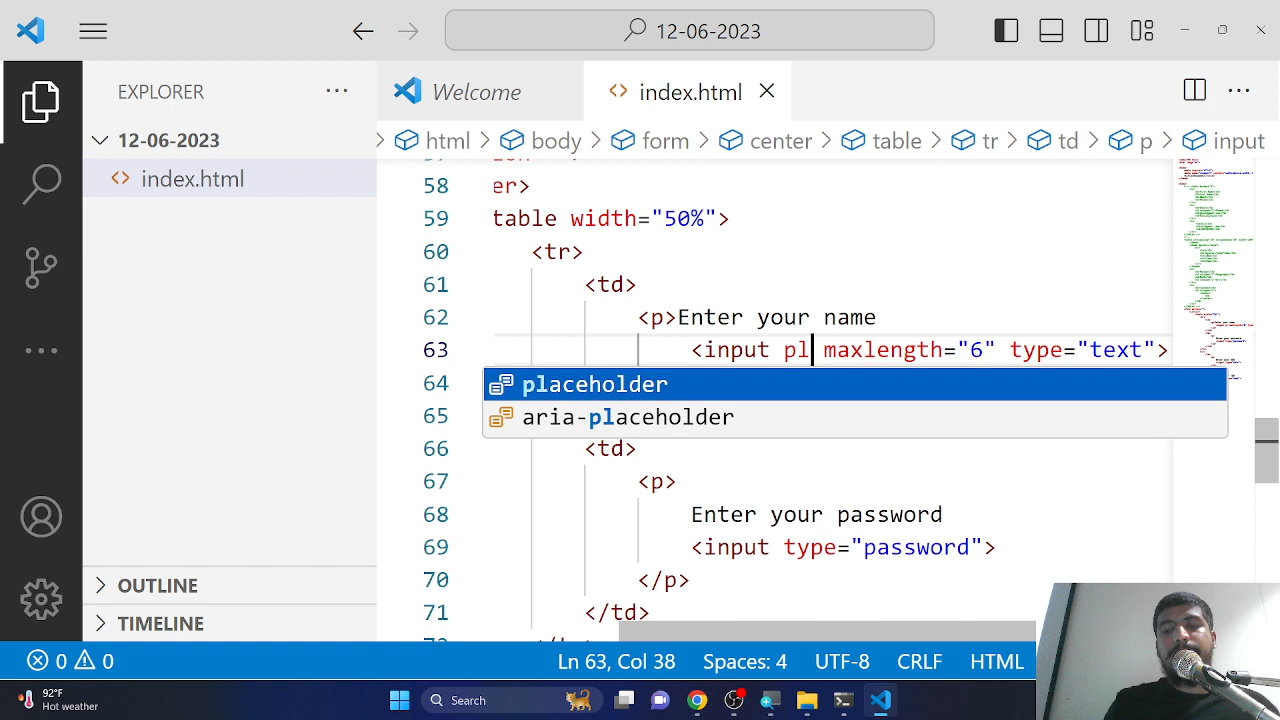 12-06-2023
EXPLORER
12-06-2023
index.html
OUTLINE
TIMELINE
Welcome
index.html
html > body > form > center > table > tr > td > p > input
58 er>
59 table width="50%">
60 <tr>
61 <td>
62 <p>Enter your name
63 <input pl maxlength="6" type="text">
64 placeholder
65 aria-placeholder
66 <td>
67 <p>
68 Enter your password
69 <input type="password">
70 </p>
71 </td>
0 0
Ln 63, Col 38 Spaces: 4 UTF-8 CRLF HTML
92°F
Hot weather
Search